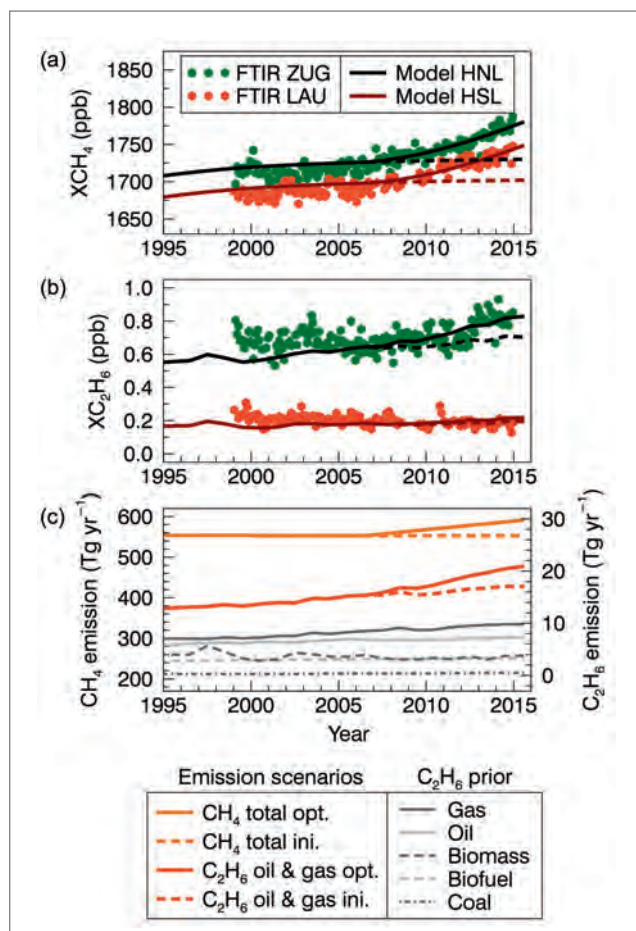 (a)
XCH₄ (ppb)
1850
1800
1750
1700
1650
FTIR ZUG
FTIR LAU
Model HNL
Model HSL
1995 2000 2005 2010 2015
(b)
XC₂H₆ (ppb)
1.0
0.8
0.6
0.4
0.2
0.0
1995 2000 2005 2010 2015
(c)
CH₄ emission (Tg yr⁻¹)
600
500
400
300
200
30
20
10
0
C₂H₆ emission (Tg yr⁻¹)
1995 2000 2005 2010 2015
Year
Emission scenarios
CH₄ total opt.
CH₄ total ini.
C₂H₆ oil & gas opt.
C₂H₆ oil & gas ini.
C₂H₆ prior
Gas
Oil
Biomass
Biofuel
Coal